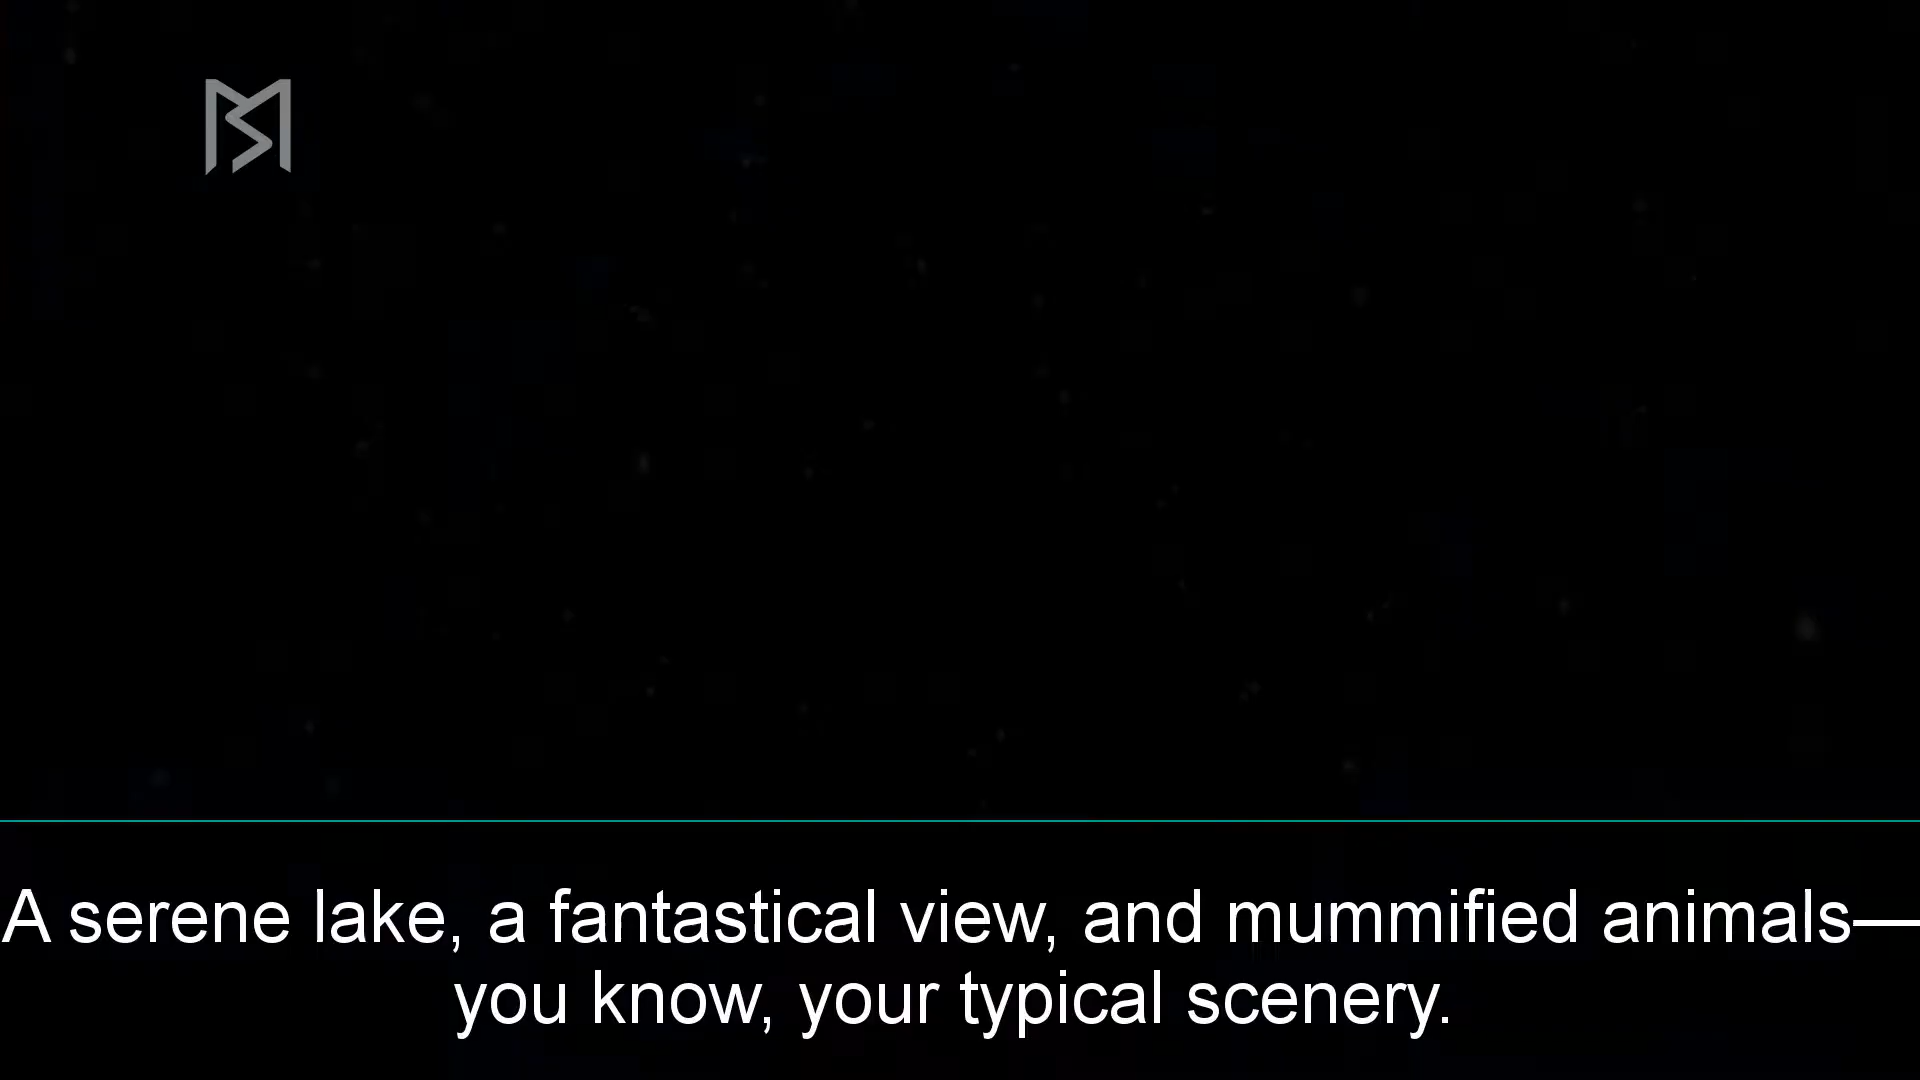 A serene lake, a fantastical view, and mummified animals—
you know, your typical scenery.